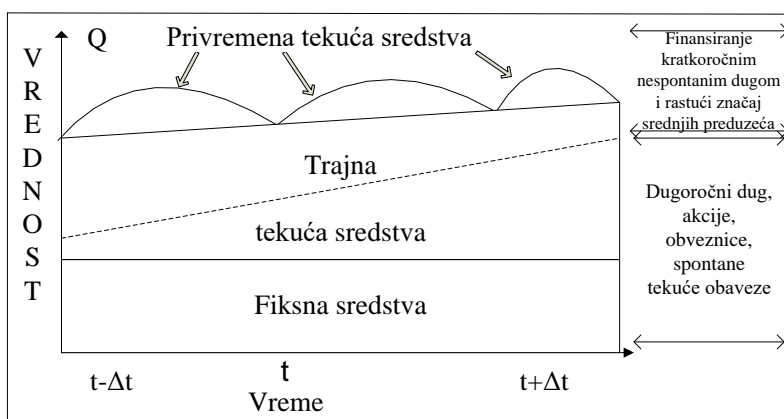 VREDNOST
Q
Privremena tekuća sredstva
Trajna
tekuća sredstva
Fiksna sredstva
t-Δt
t
t+Δt
Vreme
Finansiranje
kratkoročnim
nespontanim dugom
i rastući značaj
srednjih preduzeća
Dugoročni dug,
akcije,
obveznice,
spontane
tekuće obaveze